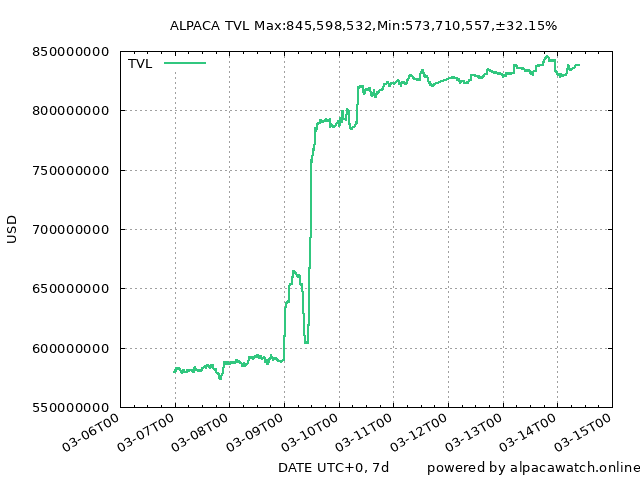 ALPACA TVL Max:845,598,532,Min:573,710,557,±32.15%
TVL
850000000
800000000
750000000
700000000
650000000
600000000
550000000
USD
03-06T00
03-07T00
03-08T00
03-09T00
03-10T00
03-11T00
03-12T00
03-13T00
03-14T00
03-15T00
DATE UTC+0, 7d
powered by alpacawatch.online